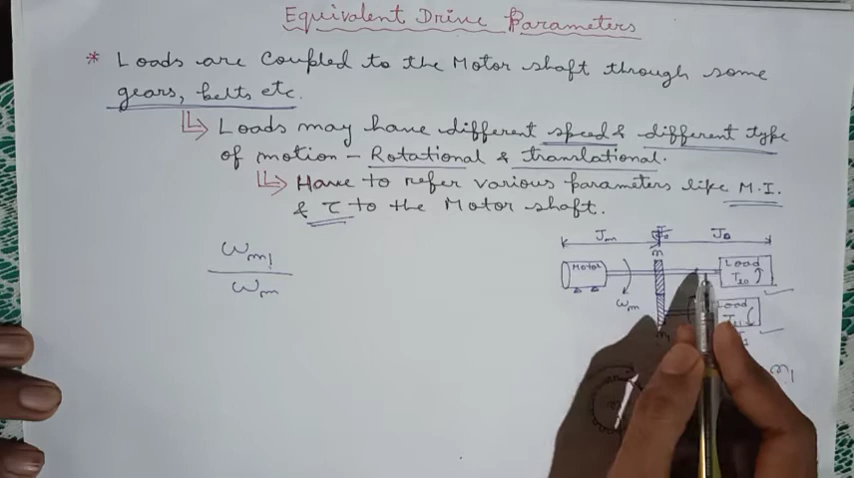 Equivalent Drive Parameters
* Loads are coupled to the Motor shaft through some
gears, belts etc.
Loads may have different speed & different type
of motion – Rotational & translational.
Have to refer various parameters like M.I.
& τ to the Motor shaft.
ωm1
ωm
Jm
Motor
ωm
Load
Load
n1